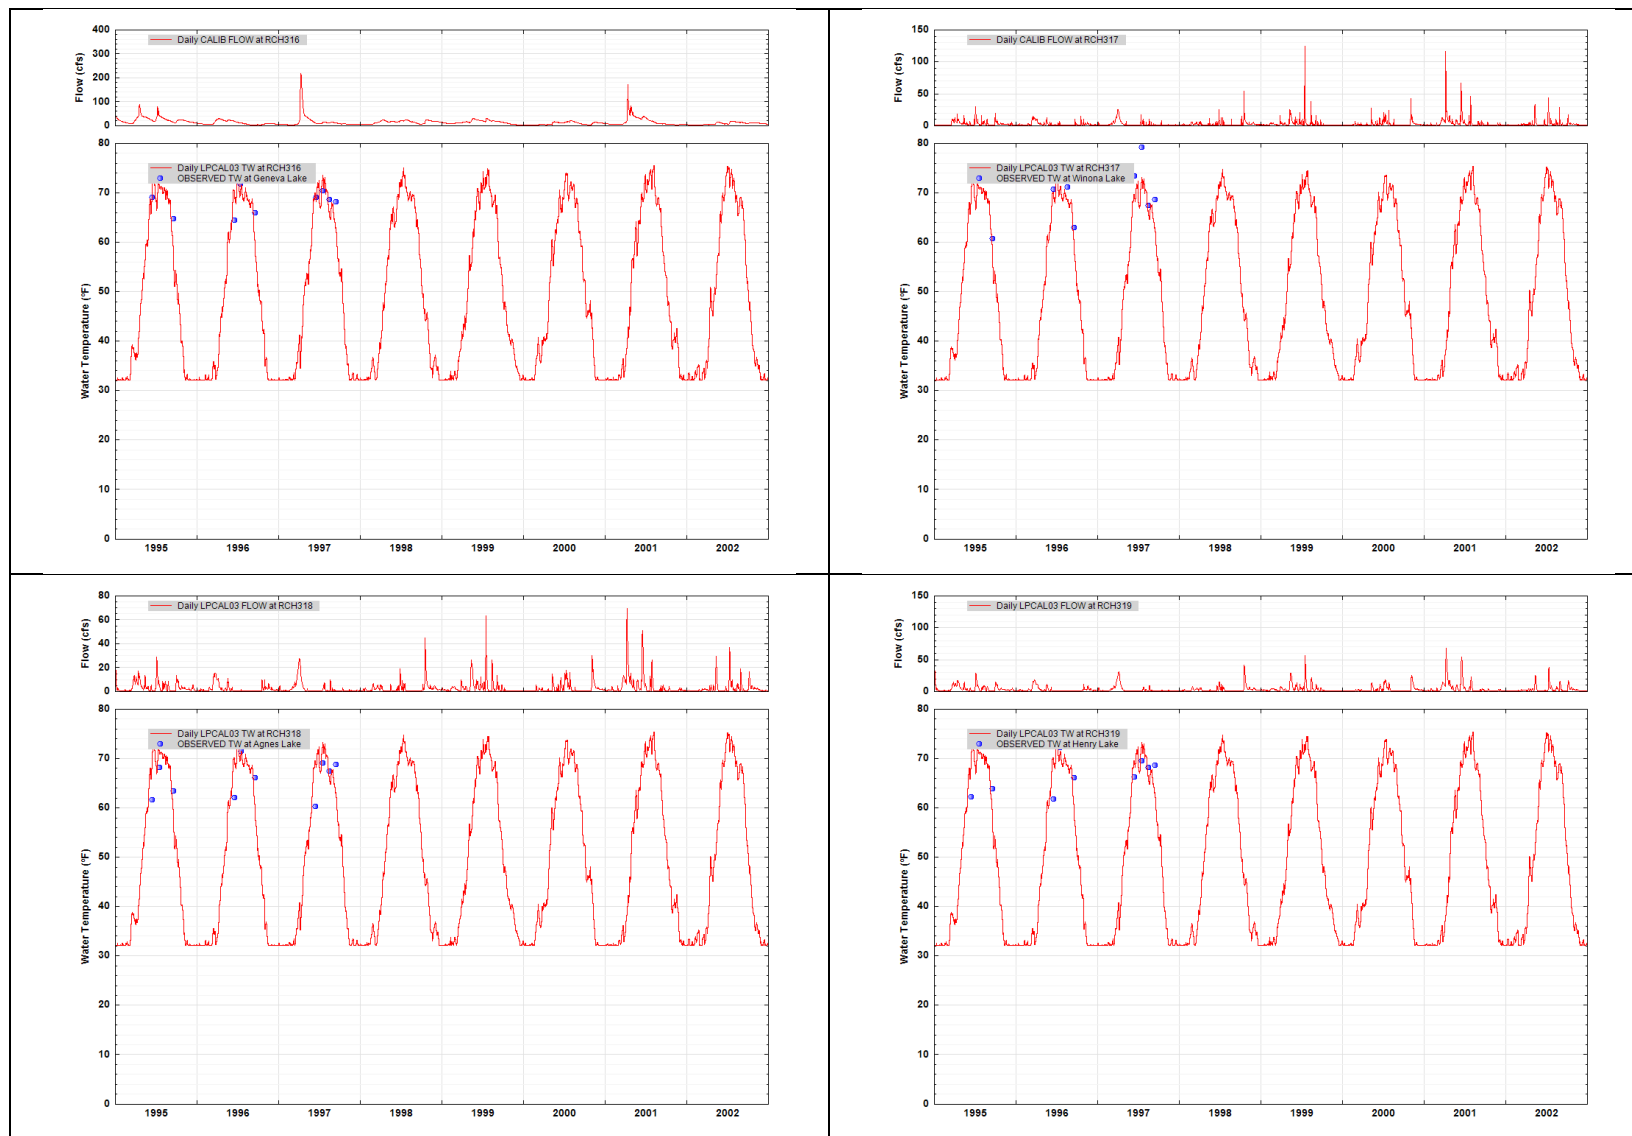 400
300
200
100
0
Flow (cfs)
Daily CALIB FLOW at RCH316
80
70
60
50
40
30
20
10
0
Water Temperature (°F)
Daily LPCAL03 TW at RCH316
OBSERVED TW at Geneva Lake
1995 1996 1997 1998 1999 2000 2001 2002
150
100
50
0
Flow (cfs)
Daily CALIB FLOW at RCH317
80
70
60
50
40
30
20
10
0
Water Temperature (°F)
Daily LPCAL03 TW at RCH317
OBSERVED TW at Winona Lake
1995 1996 1997 1998 1999 2000 2001 2002
80
60
40
20
0
Flow (cfs)
Daily LPCAL03 FLOW at RCH318
80
70
60
50
40
30
20
10
0
Water Temperature (°F)
Daily LPCAL03 TW at RCH318
OBSERVED TW at Agnes Lake
1995 1996 1997 1998 1999 2000 2001 2002
150
100
50
0
Flow (cfs)
Daily LPCAL03 FLOW at RCH319
80
70
60
50
40
30
20
10
0
Water Temperature (°F)
Daily LPCAL03 TW at RCH319
OBSERVED TW at Henry Lake
1995 1996 1997 1998 1999 2000 2001 2002